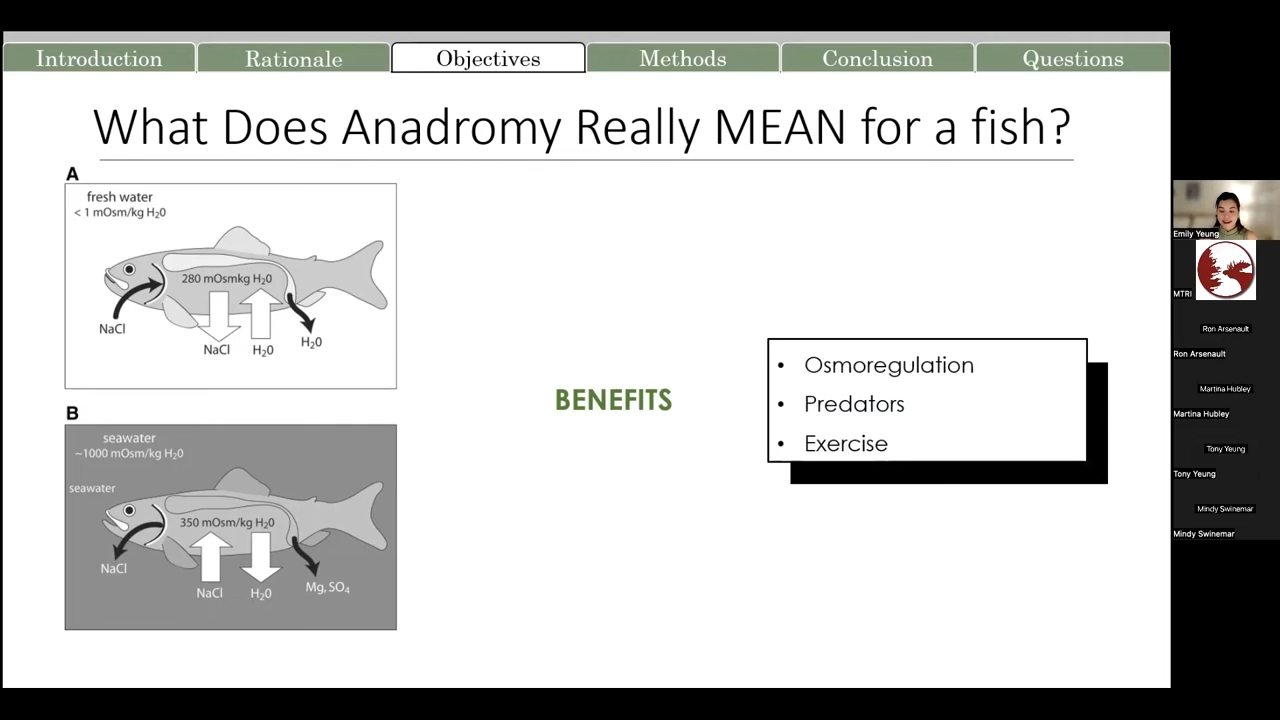 Introduction
Rationale
Objectives
Methods
Conclusion
Questions
What Does Anadromy Really MEAN for a fish?
A
fresh water
< 1 mOsm/kg H₂0
280 mOsmkg H₂0
NaCl
NaCl
H₂0
H₂0
B
seawater
~1000 mOsm/kg H₂0
seawater
350 mOsm/kg H₂0
NaCl
NaCl
H₂0
Mg, SO₄
BENEFITS
• Osmoregulation
• Predators
• Exercise
Emily Yeung
MTRI
Ron Arsenault
Ron Arsenault
Martina Hubley
Martina Hubley
Tony Yeung
Tony Yeung
Mindy Swinemar
Mindy Swinemar